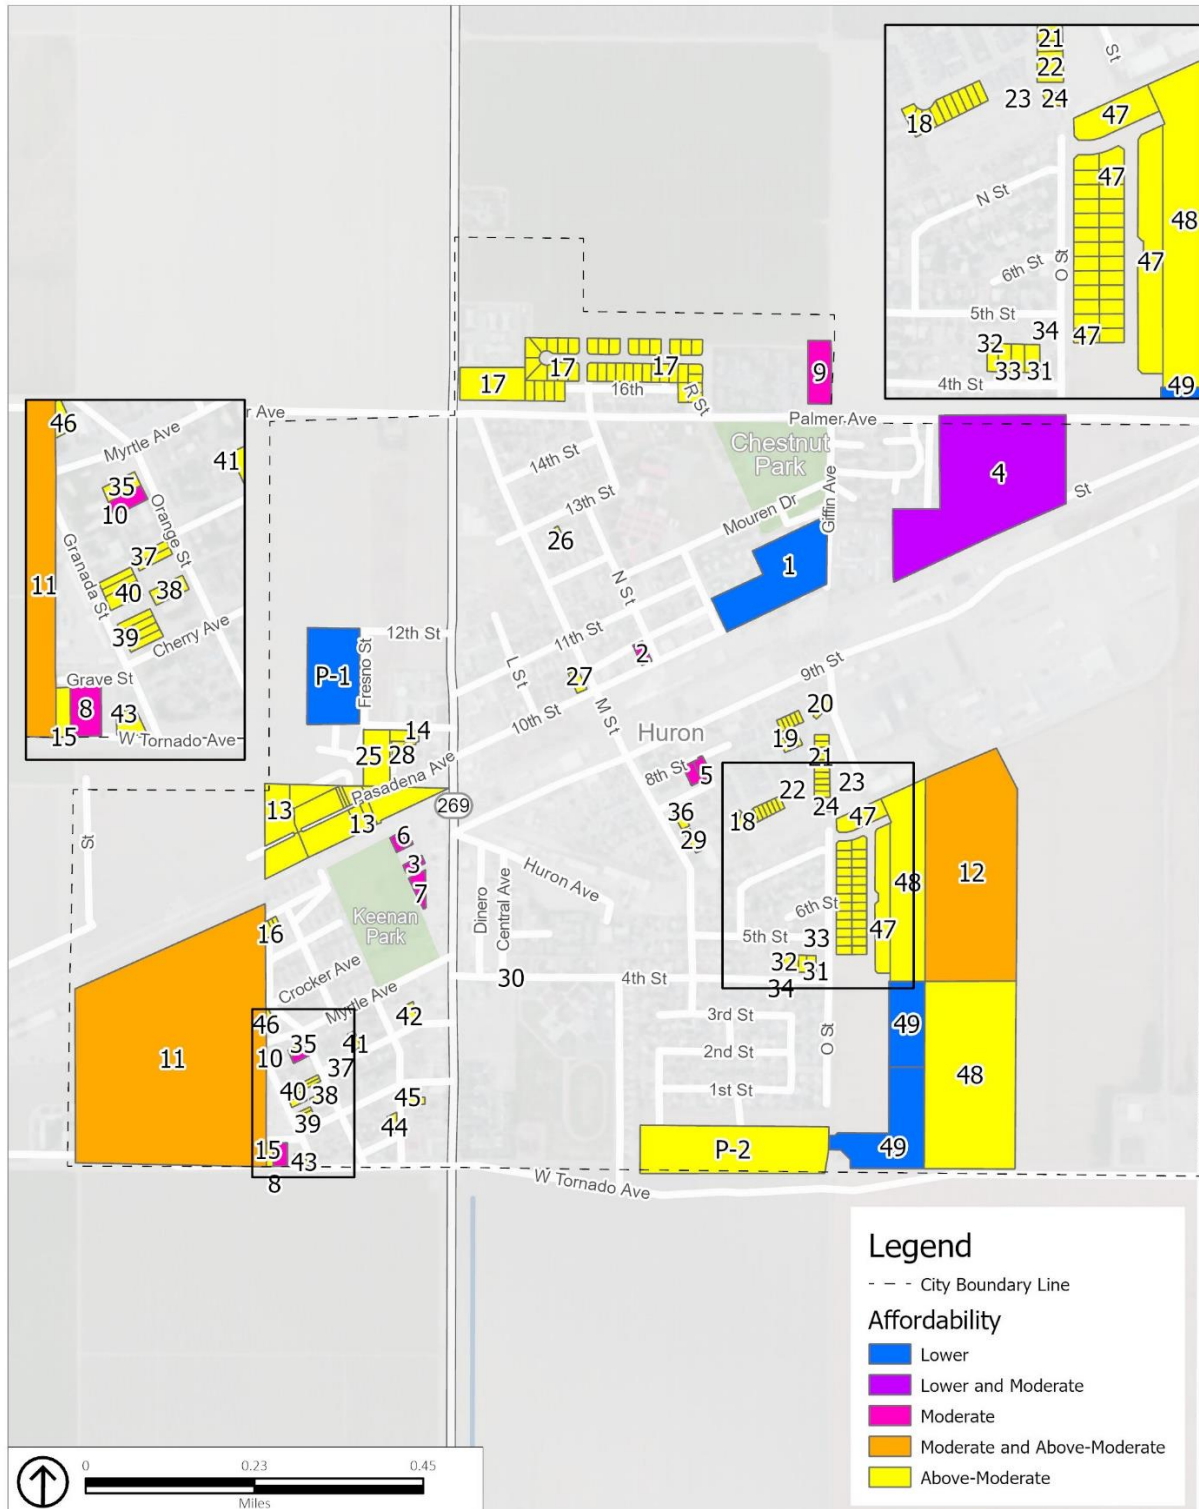 21
22
St
23
24
18
47
47
N St
48
6th St
O St
47
5th St
34
32
47
33
31
4th St
49
17
17
17
16th
R St
9
Palmer Ave
r Ave
46
Myrtle Ave
41
35
10
Orange St
37
Granada St
11
40
38
39
Cherry Ave
Grave St
8
43
15
W Tornado Ave
Chestnut
Park
14th St
13th St
Mouren Dr
Giffin Ave
4
St
26
1
N St
12th St
11th St
2
P-1
Fresno St
L St
27
10th St
M St
9th St
20
14
Huron
19
25
28
21
Pasadena Ave
8th St
5
13
13
269
22
23
24
36
18
47
29
6
3
7
Huron Ave
12
48
Dinero
Central Ave
6th St
St
Keenan
Park
16
5th St
33
47
32
31
Crocker Ave
30
4th St
34
Myrtle Ave
42
3rd St
49
46
35
41
10
2nd St
O St
11
37
40
38
45
1st St
48
39
44
15
43
P-2
49
8
W Tornado Ave
Legend
City Boundary Line
Affordability
Lower
Lower and Moderate
Moderate
Moderate and Above-Moderate
Above-Moderate
0
0.23
0.45
Miles